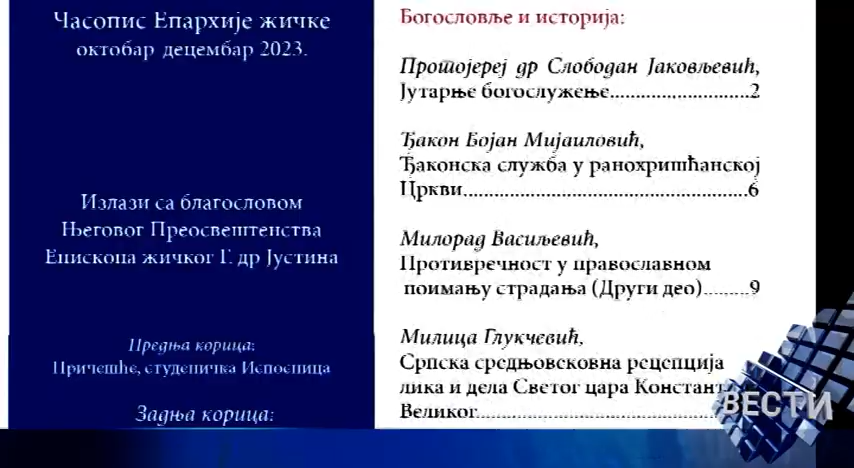 Часопис Епархије жичке
октобар децембар 2023.
Излази са благословом
Његовог Преосвештенства
Епископа жичког Г. др Јустина
Предња корица:
Причешће, студеничка Испосница
Задња корица:
Богословље и историја:
Протојереј др Слободан Јаковљевић,
Јутарње богослужење.........................2
Ђакон Бојан Мијаиловић,
Ђаконска служба у ранохришћанској
Цркви................................................6
Милорад Васиљевић,
Противречност у православном
поимању страдања (Други део)........9
Милица Глукчевић,
Српска средњовековна рецепција
лика и дела Светог цара
Великог................................
ВЕСТИ